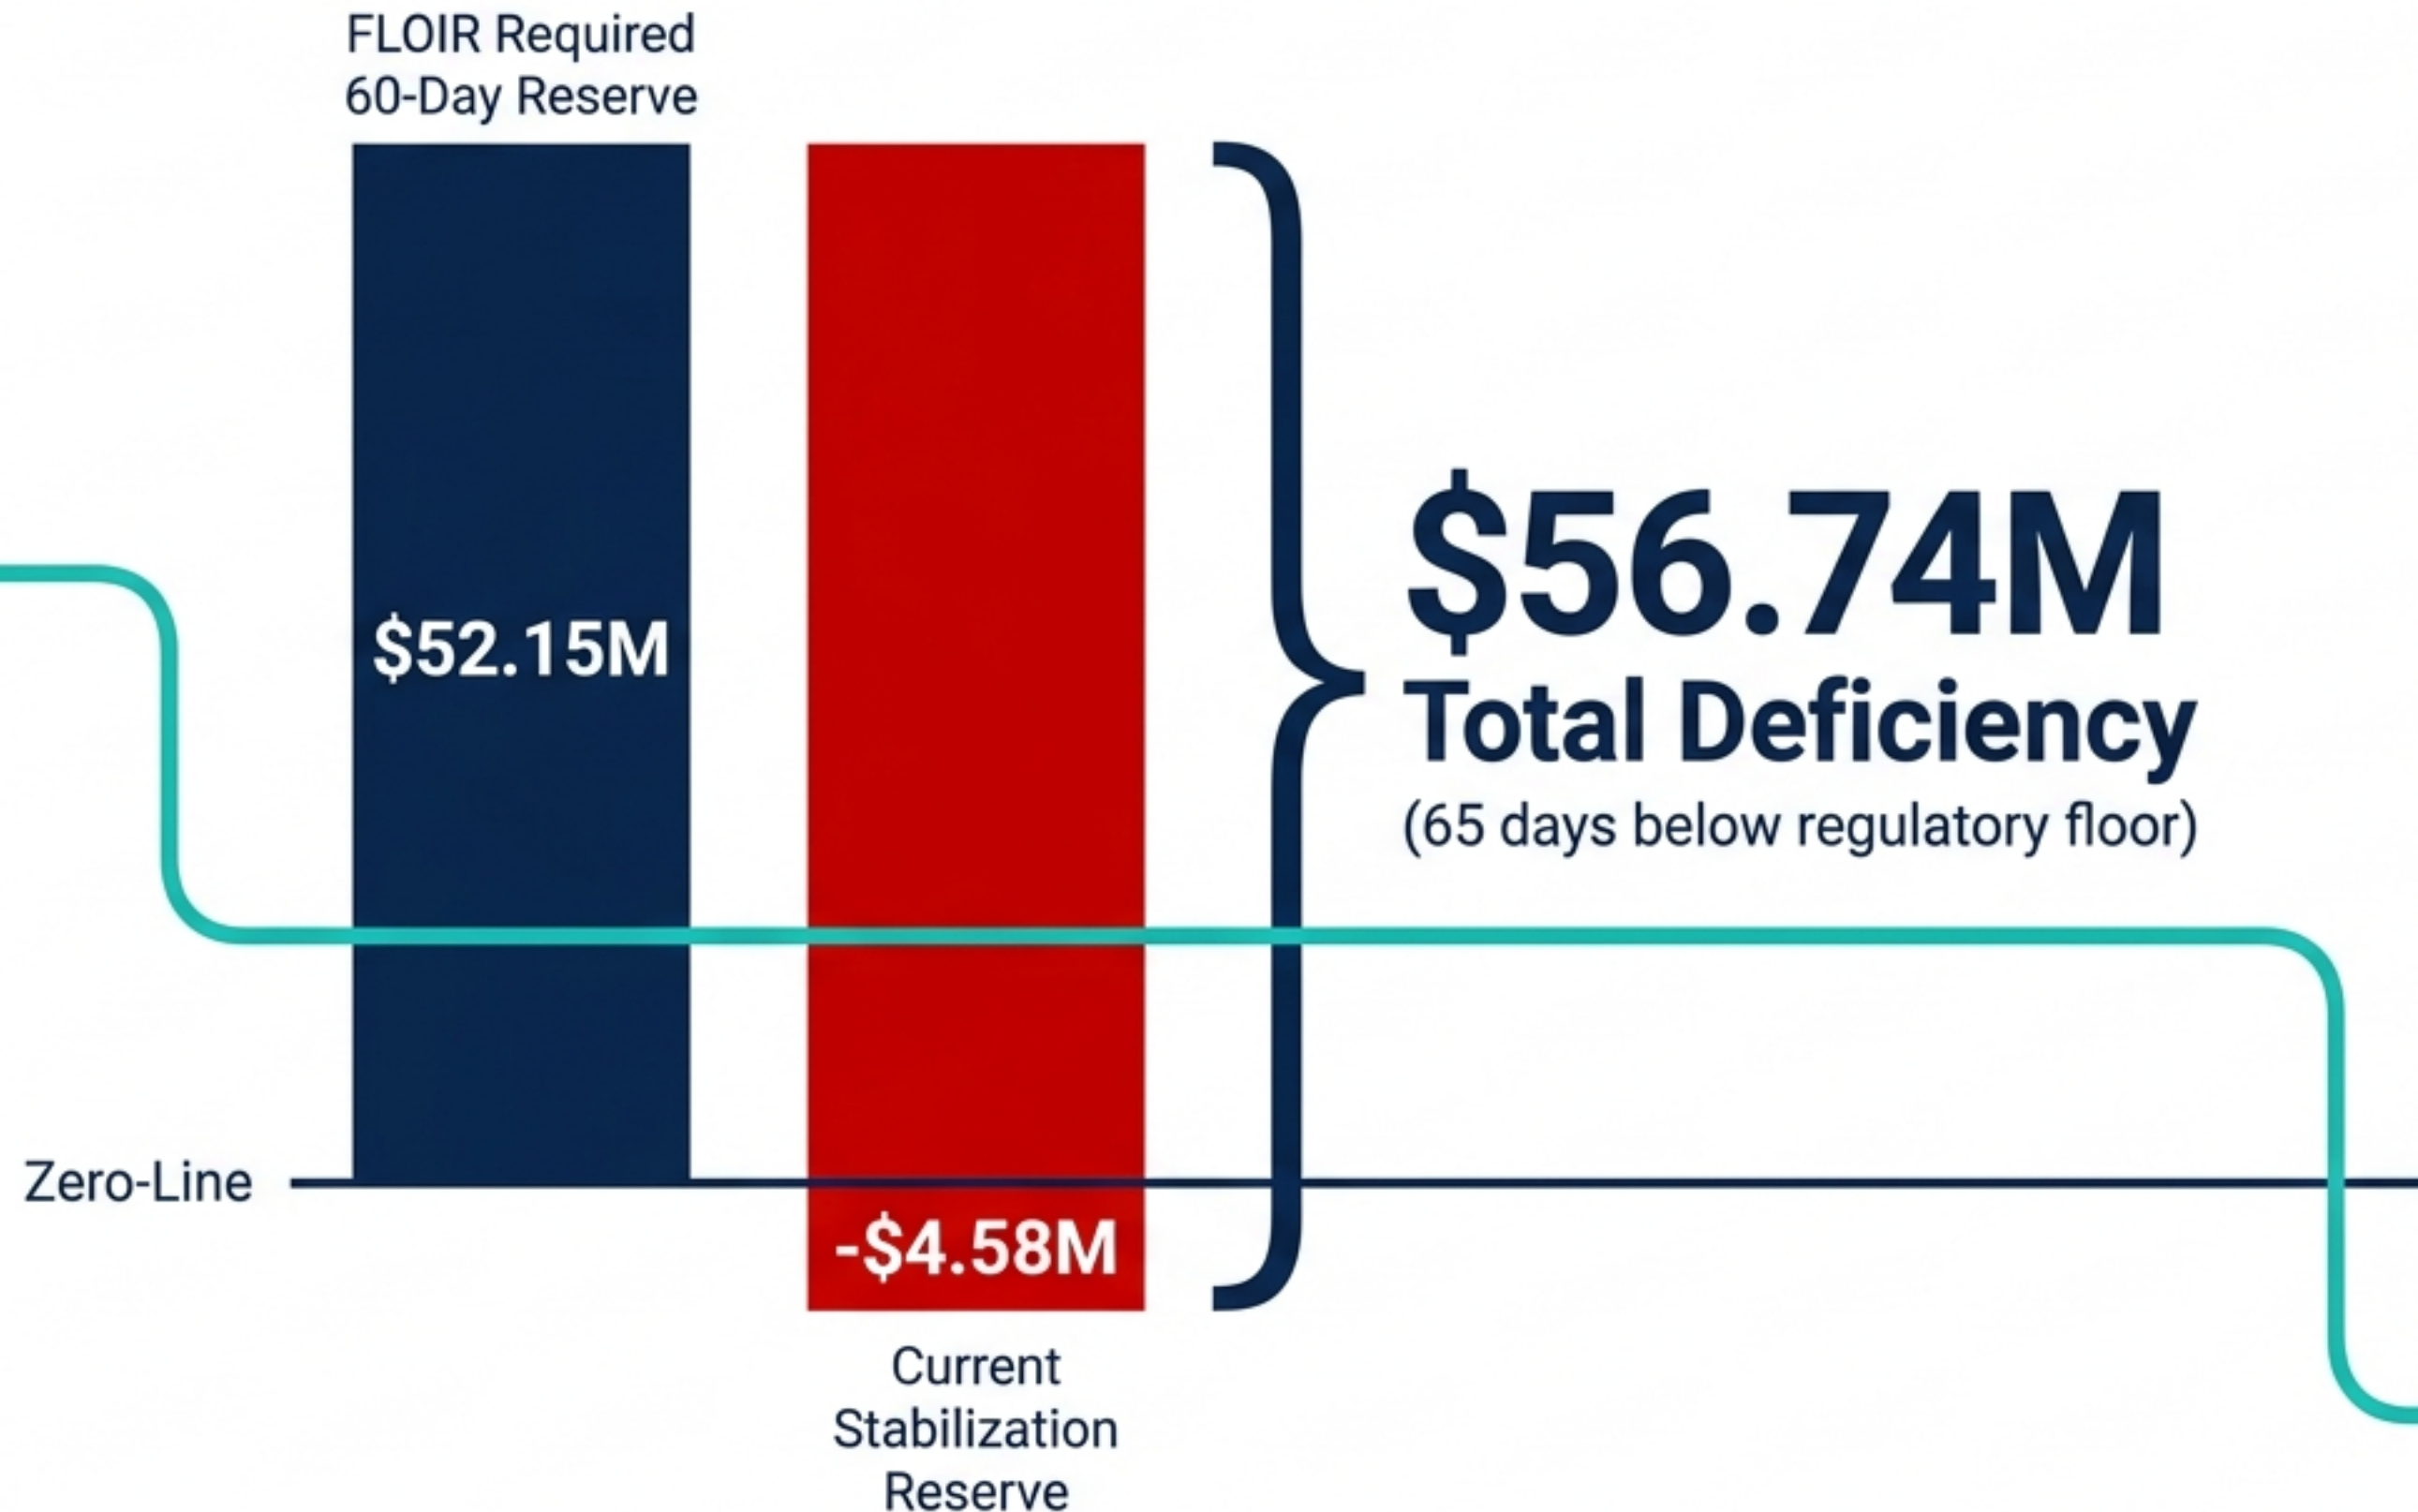 FLOIR Required
60-Day Reserve
$52.15M
$56.74M
Total Deficiency
(65 days below regulatory floor)
Zero-Line
-$4.58M
Current
Stabilization
Reserve